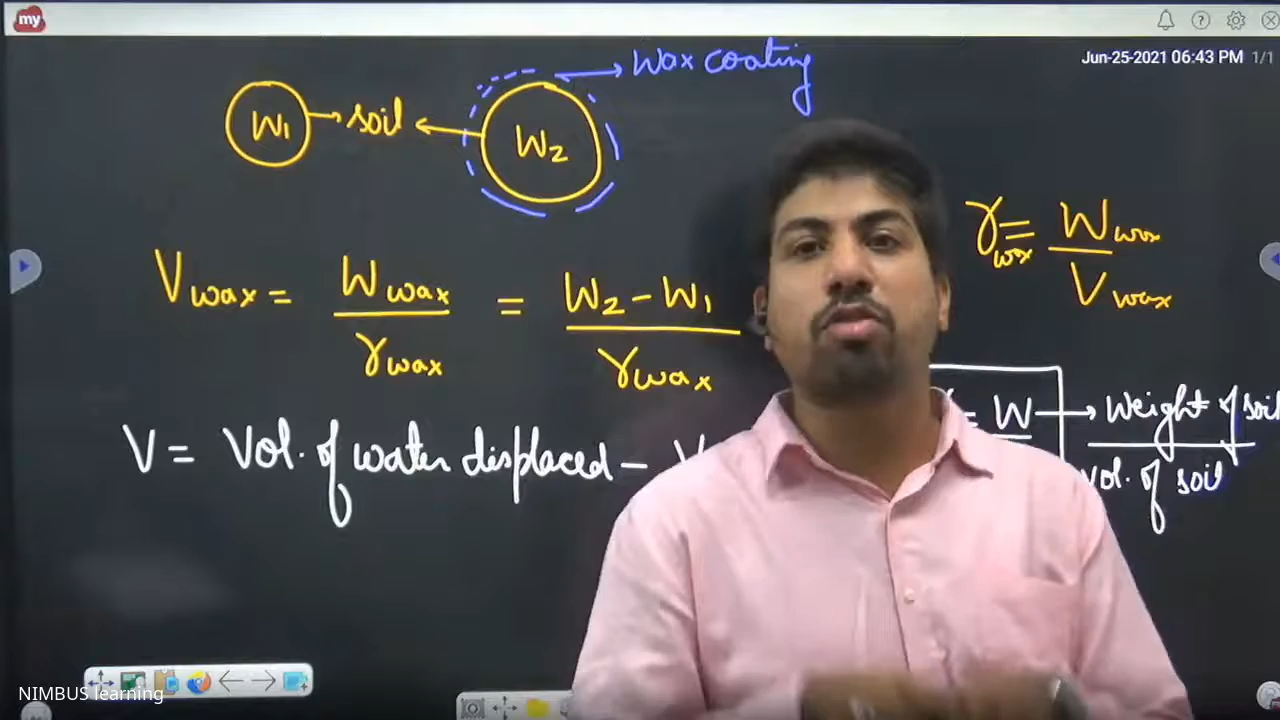 my
Jun-25-2021 06:43 PM 1/1
Wax coating
W₁ → soil ← W₂
γwax = Wwax / Vwax
Vwax = Wwax / γwax = W₂ - W₁ / γwax
= W → Weight of soil / Vol. of soil
V = Vol. of water displaced - V
NIMBUS learning